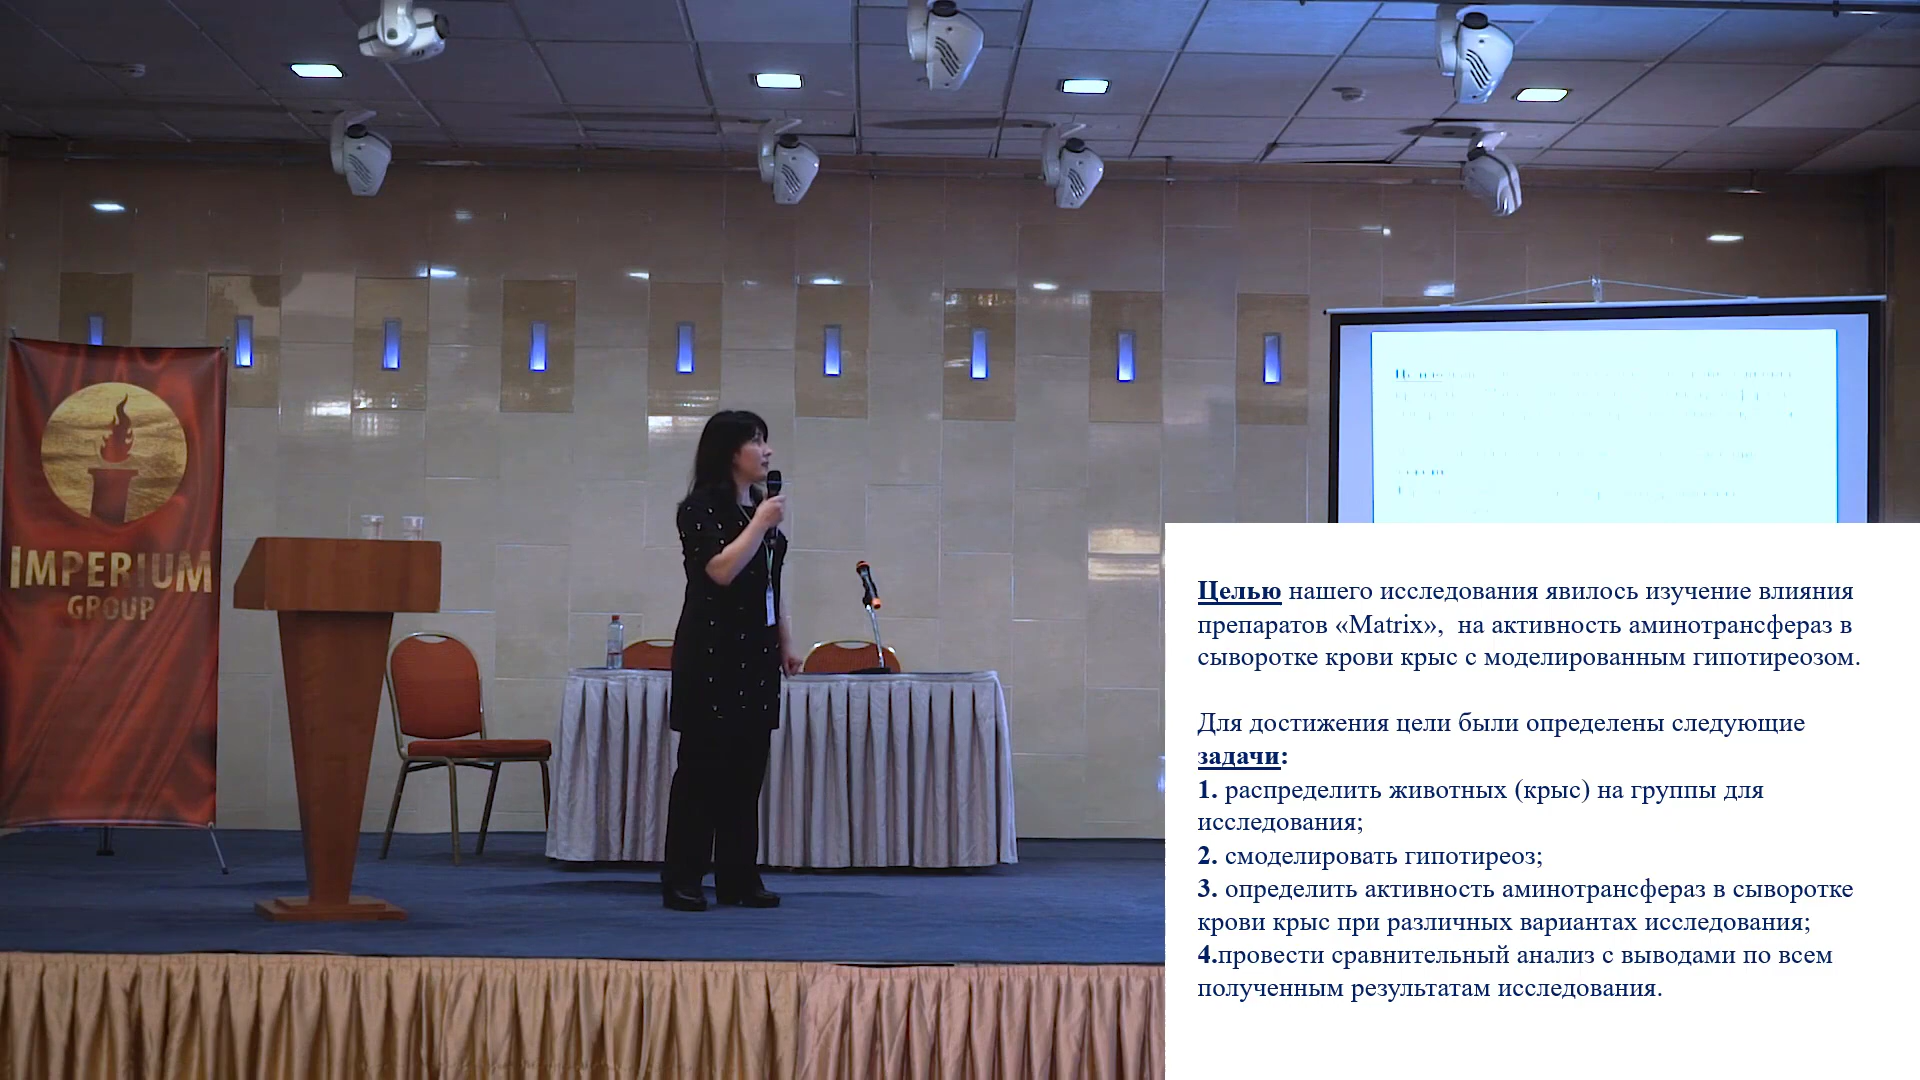 IMPERIUM
GROUP
Целью нашего исследования явилось изучение влияния
препаратов «Matrix», на активность аминотрансфераз в
сыворотке крови крыс с моделированным гипотиреозом.
Для достижения цели были определены следующие
задачи:
1. распределить животных (крыс) на группы для
исследования;
2. смоделировать гипотиреоз;
3. определить активность аминотрансфераз в сыворотке
крови крыс при различных вариантах исследования;
4.провести сравнительный анализ с выводами по всем
полученным результатам исследования.